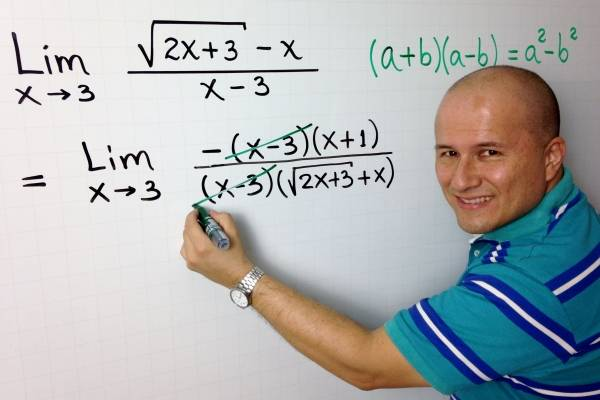 Lim √2x+3 - x
x→3 x - 3
(a+b)(a-b) = a²-b²
= Lim -(x-3)(x+1)
x→3 (x-3)(√2x+3+x)